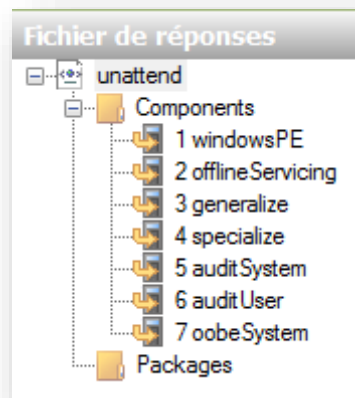 Fichier de réponses
unattend
Components
1 windowsPE
2 offlineServicing
3 generalize
4 specialize
5 auditSystem
6 auditUser
7 oobeSystem
Packages